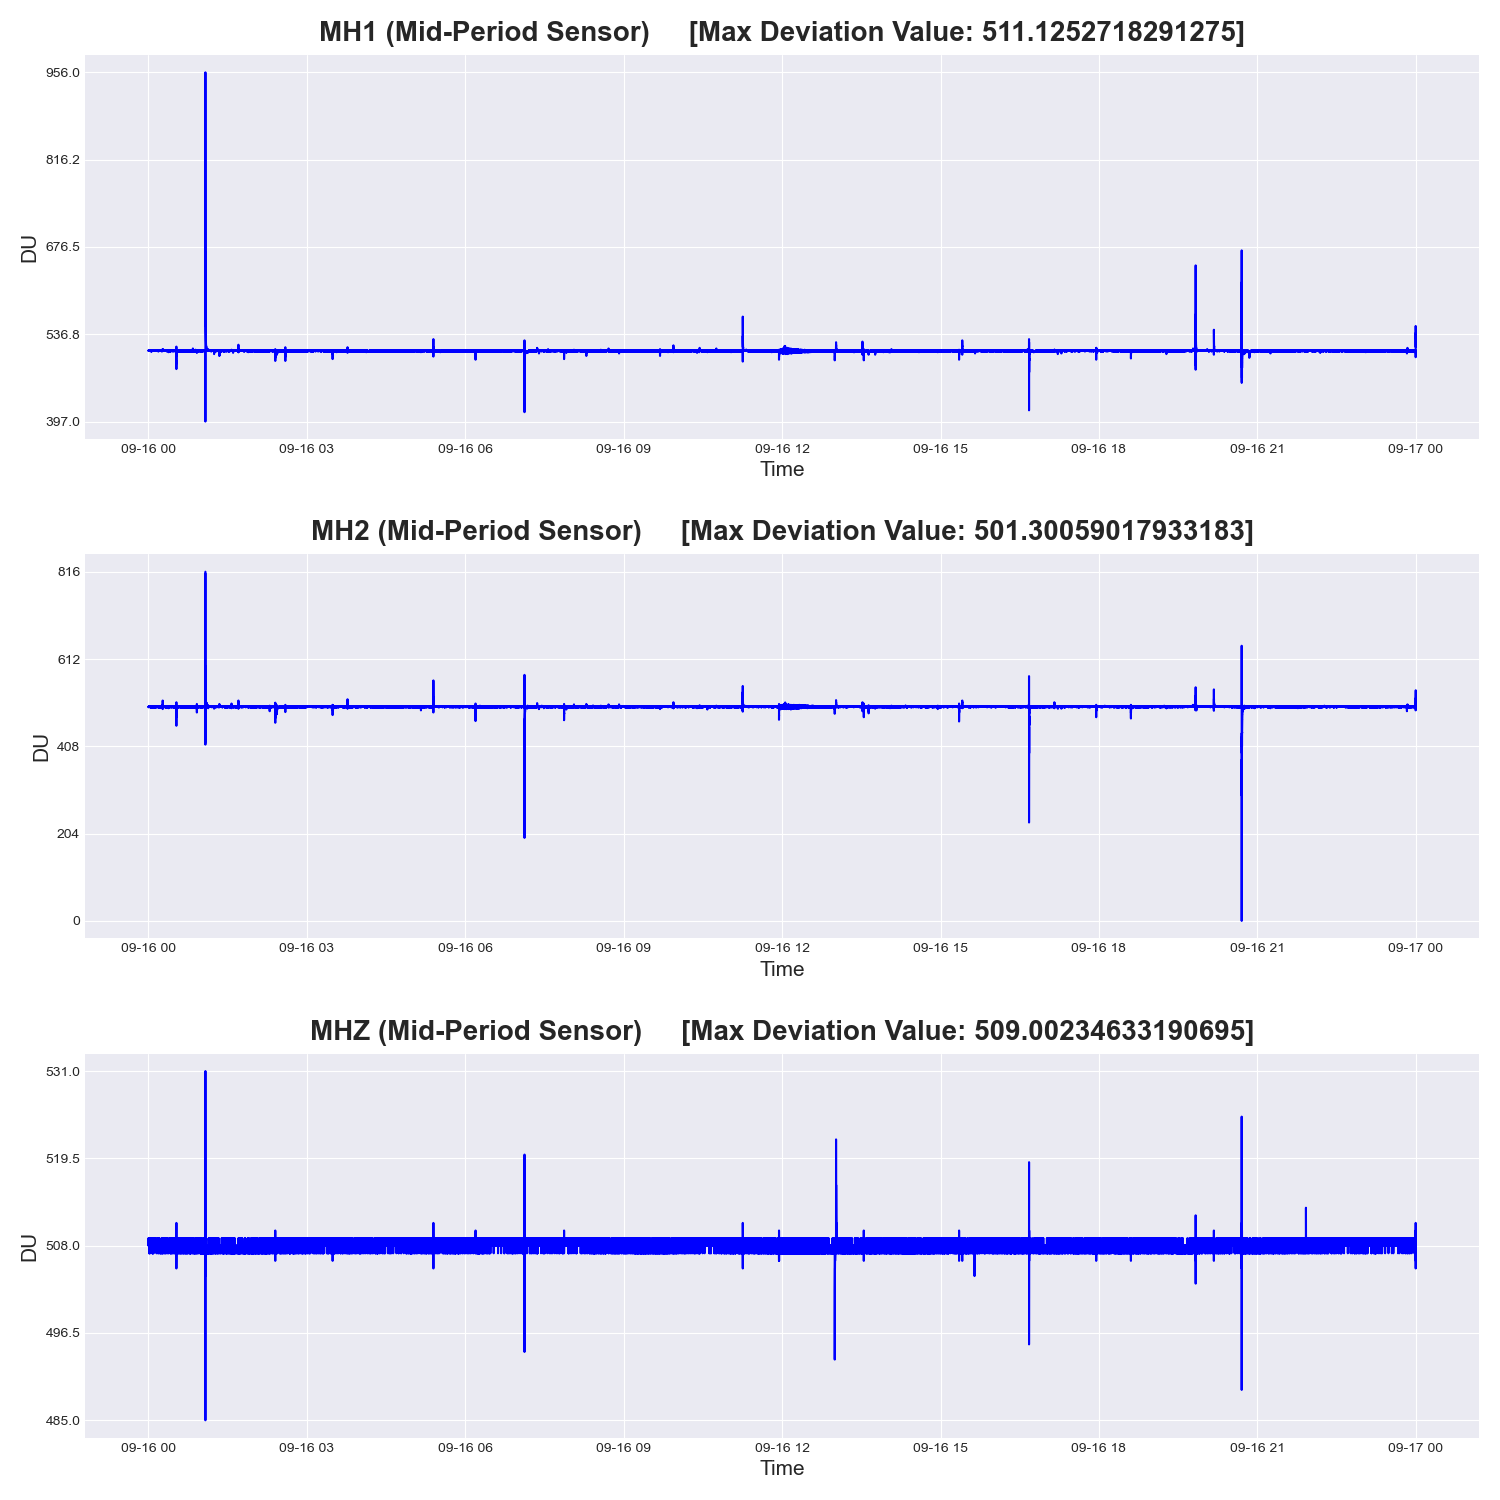 MH1 (Mid-Period Sensor) [Max Deviation Value: 511.1252718291275]
956.0
816.2
676.5
536.8
397.0
DU
09-16 00 09-16 03 09-16 06 09-16 09 09-16 12 09-16 15 09-16 18 09-16 21 09-17 00
Time
MH2 (Mid-Period Sensor) [Max Deviation Value: 501.30059017933183]
816
612
408
204
0
DU
09-16 00 09-16 03 09-16 06 09-16 09 09-16 12 09-16 15 09-16 18 09-16 21 09-17 00
Time
MHZ (Mid-Period Sensor) [Max Deviation Value: 509.00234633190695]
531.0
519.5
508.0
496.5
485.0
DU
09-16 00 09-16 03 09-16 06 09-16 09 09-16 12 09-16 15 09-16 18 09-16 21 09-17 00
Time